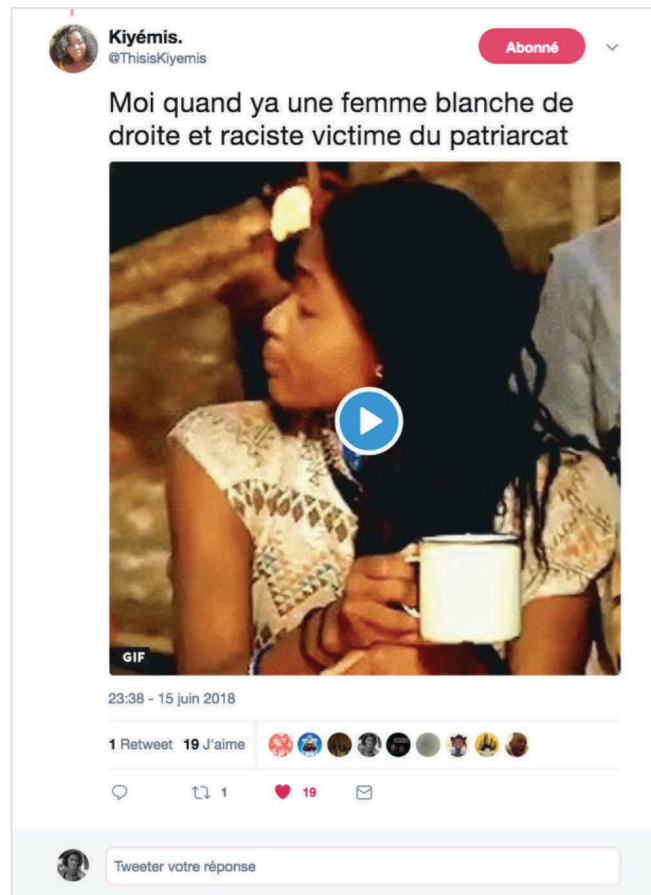 Kiyémis.
@ThisisKiyemis
Abonné
Moi quand ya une femme blanche de
droite et raciste victime du patriarcat
GIF
23:38 - 15 juin 2018
1 Retweet 19 J'aime
1 19
Tweeter votre réponse